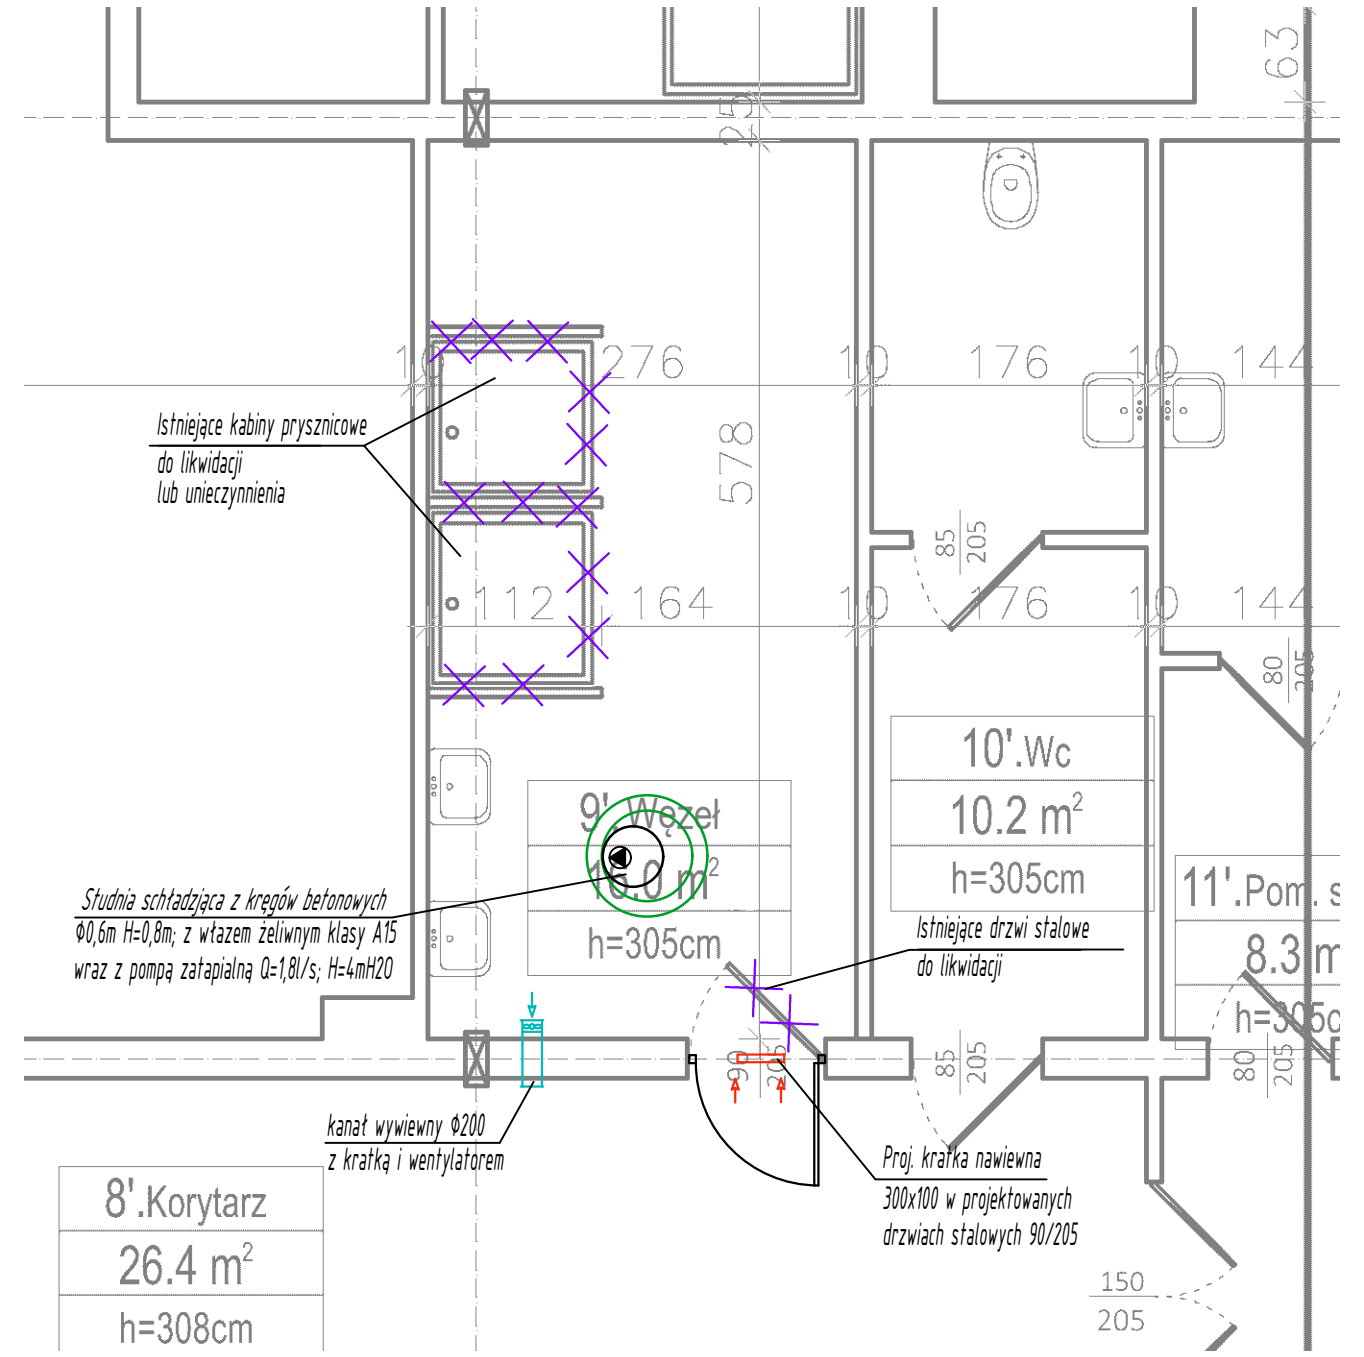 63
25
10
276
10
176
10
144
Istniejące kabiny prysznicowe
do likwidacji
lub unieczynnienia
578
85
205
112
164
10
176
10
144
80
205
10'.Wc
10.2 m²
h=305cm
9'. Węzeł
16.0 m²
h=305cm
11'.Pom. s
8.3 m
h=305c
Studnia schładzająca z kręgów betonowych
Φ0,6m H=0,8m; z włazem żeliwnym klasy A15
wraz z pompą zatapialną Q=1,8l/s; H=4mH2O
Istniejące drzwi stalowe
do likwidacji
90
205
85
205
80
205
kanał wywiewny Φ200
z kratką i wentylatorem
Proj. kratka nawiewna
300x100 w projektowanych
drzwiach stalowych 90/205
8'.Korytarz
26.4 m²
h=308cm
150
205